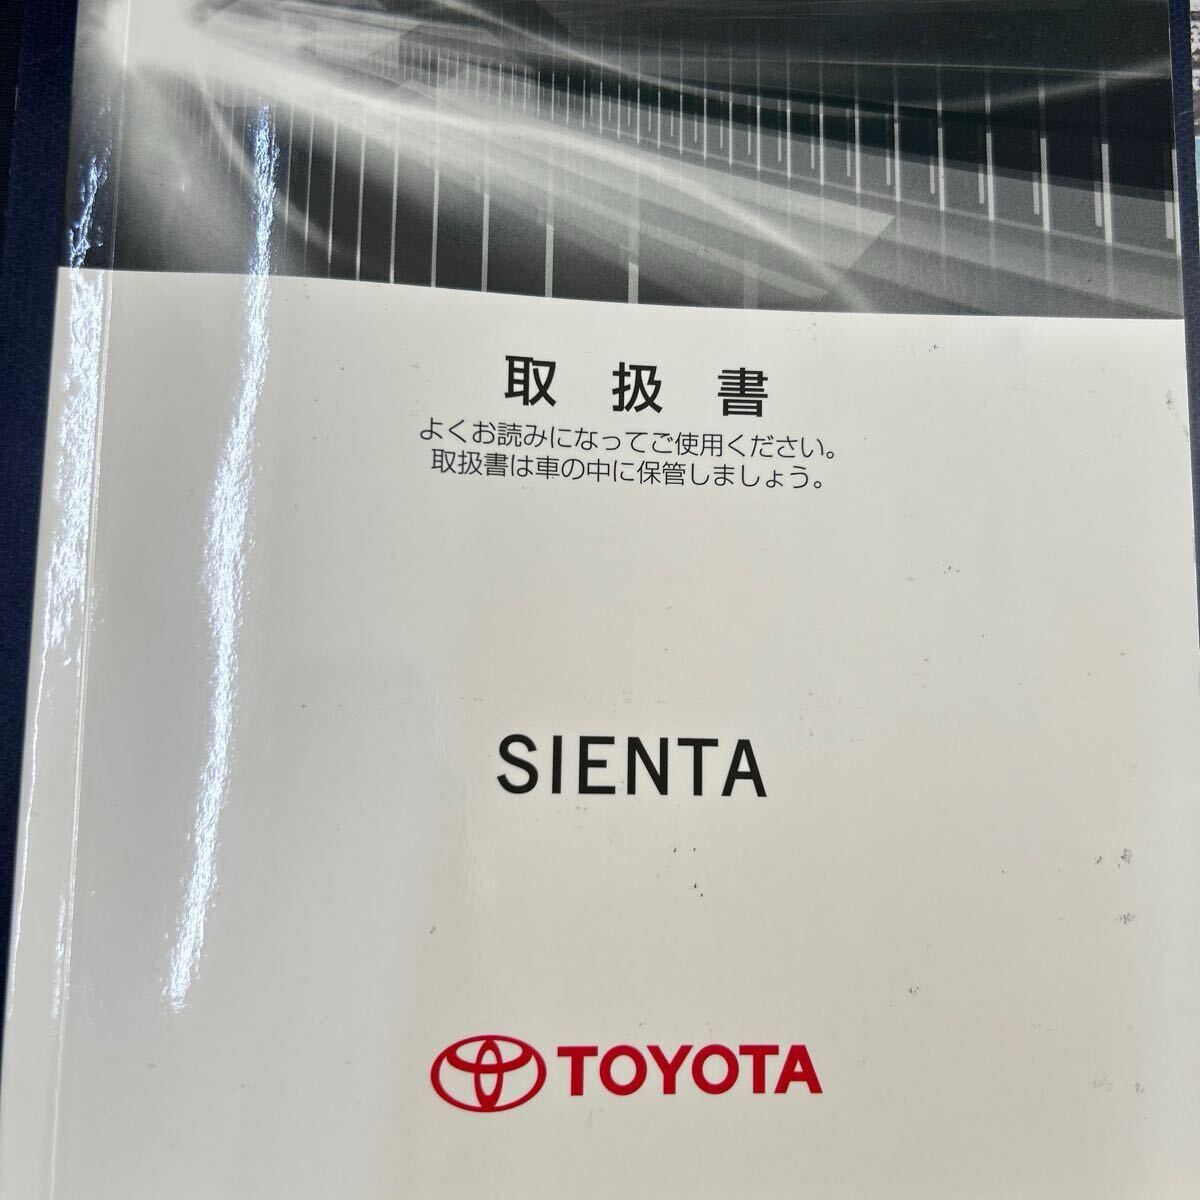 取扱書
よくお読みになってご使用ください。
取扱書は車の中に保管しましょう。
SIENTA
TOYOTA